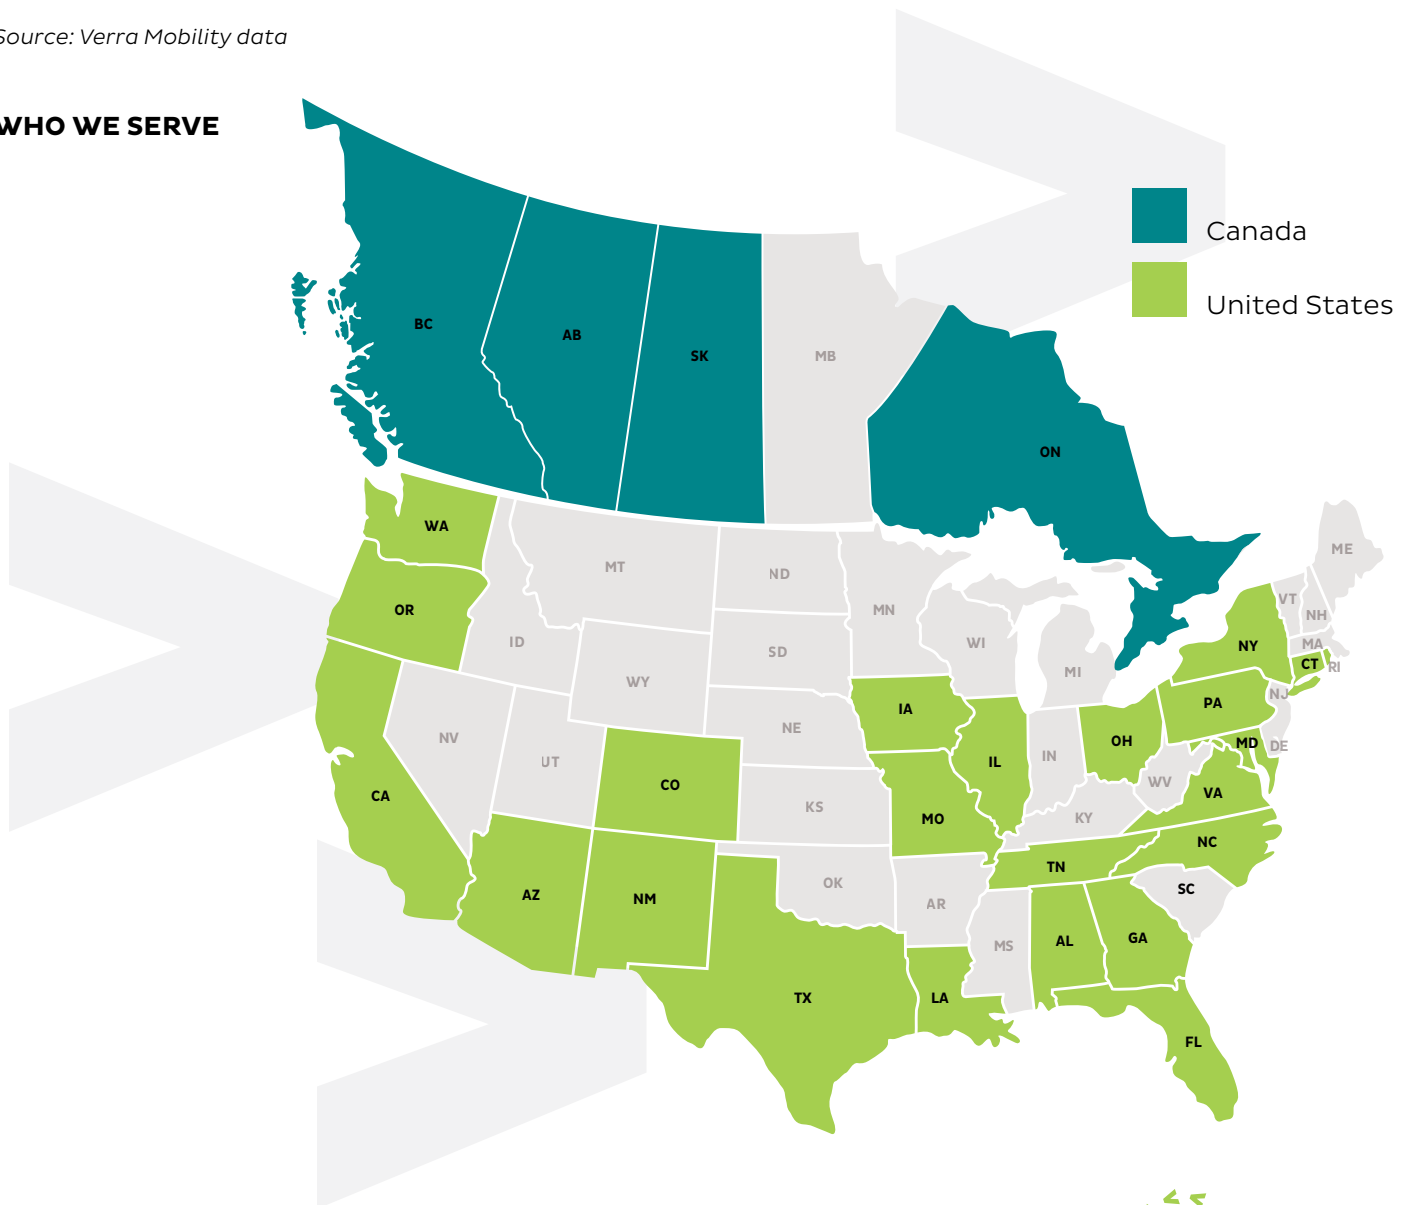 Source: Verra Mobility data
WHO WE SERVE
Canada
United States
BC
AB
SK
MB
ON
WA
MT
ND
MN
ME
OR
ID
SD
WI
VT
NH
MA
NY
CT
RI
MI
WY
IA
PA
NJ
NV
NE
OH
MD
DE
UT
IL
IN
WV
CO
VA
CA
KS
MO
KY
NC
TN
AZ
NM
OK
AR
SC
MS
AL
GA
TX
LA
FL